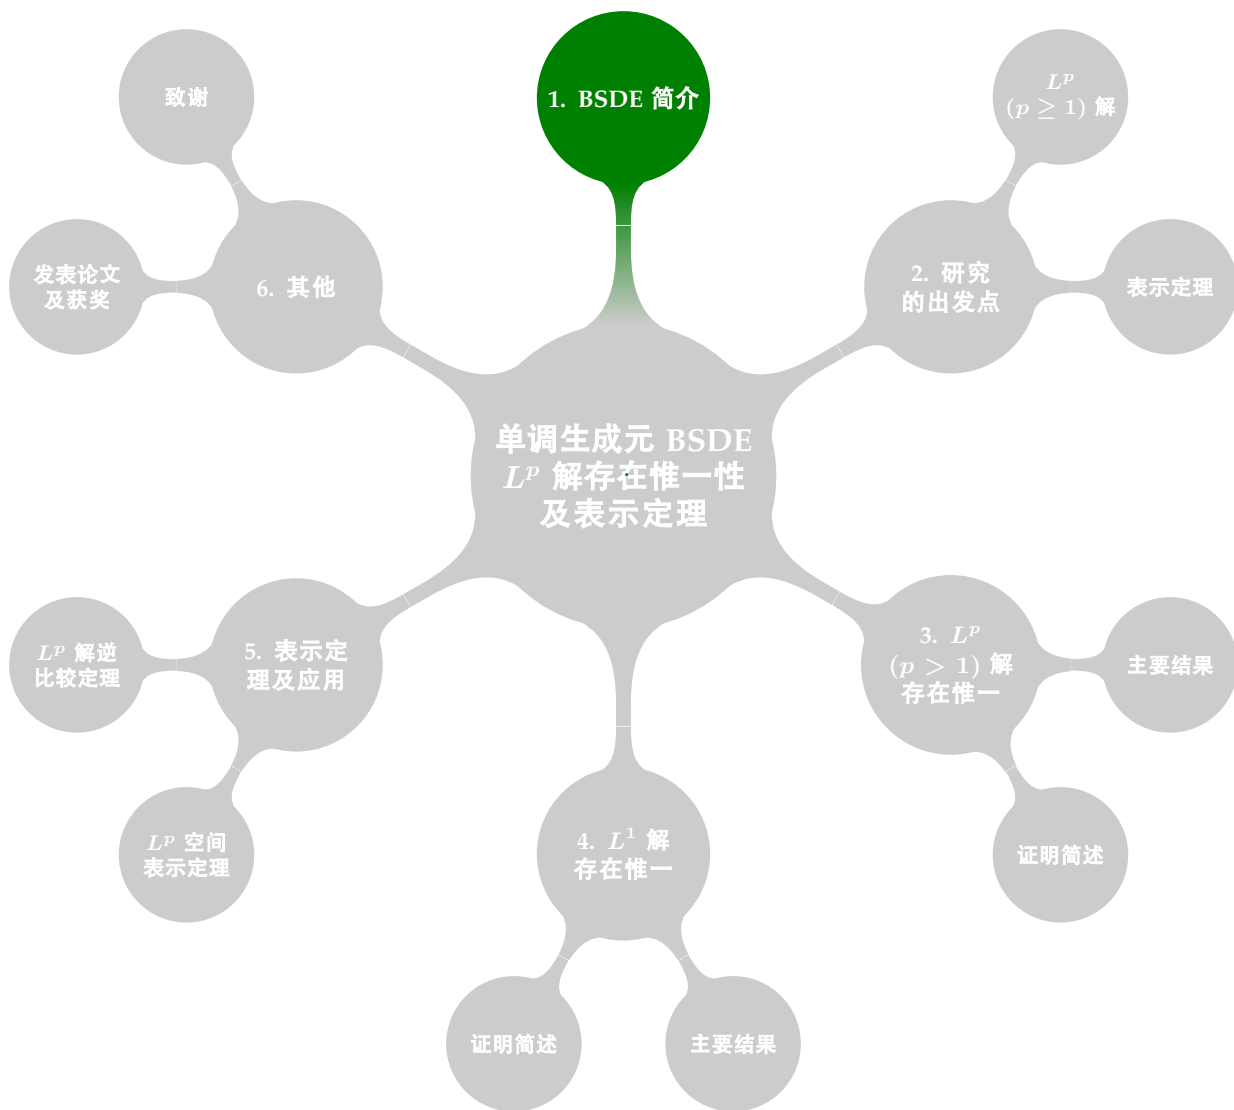 单调生成元 BSDE
L^p 解存在惟一性
及表示定理
1. BSDE 简介
2. 研究
的出发点
L^p
(p ≥ 1) 解
表示定理
3. L^p
(p > 1) 解
存在惟一
主要结果
证明简述
4. L^1 解
存在惟一
主要结果
证明简述
5. 表示定
理及应用
L^p 空间
表示定理
L^p 解逆
比较定理
6. 其他
发表论文
及获奖
致谢